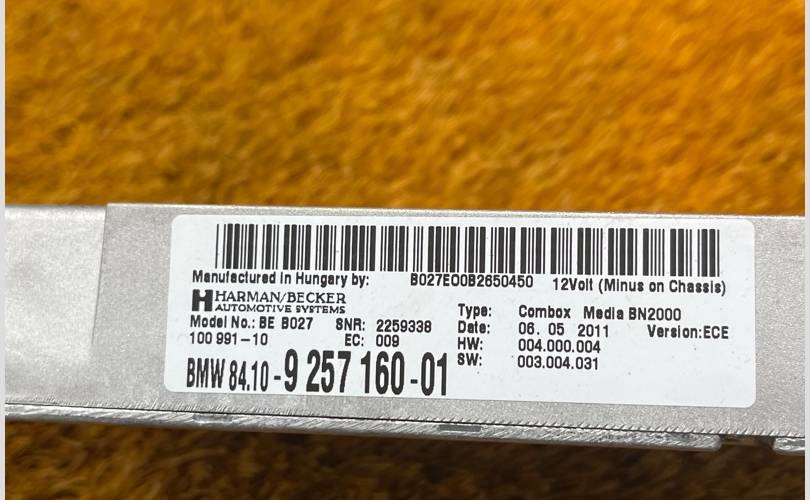 Manufactured in Hungary by: B027E00B2650450 12Volt (Minus on Chassis)
HARMAN/BECKER
AUTOMOTIVE SYSTEMS
Model No.: BE B027 SNR: 2259338
100 991-10 EC: 009
BMW 84.10-9 257 160-01
Type: Combox Media BN2000
Date: 06. 05 2011 Version:ECE
HW: 004.000.004
SW: 003.004.031